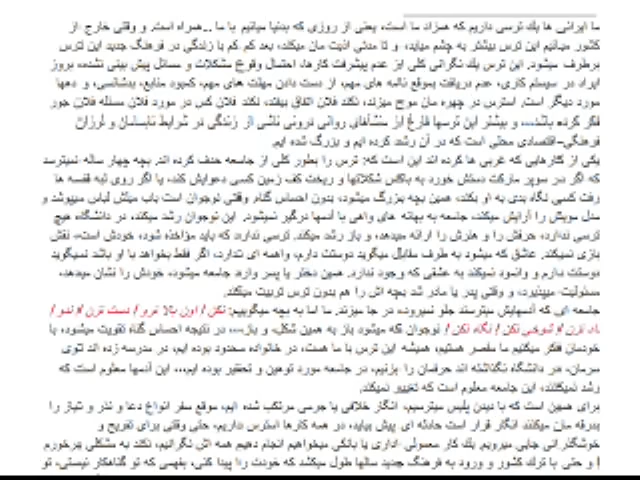 ما ایرانی ها یك ترسی داریم که همزاد ما است، یعنی از روزی که بدنیا میائیم با ما ... همراه است. و وقتی خارج از
کشور میائیم این ترس بیشتر به چشم میاید، و تا مدتی اذیت مان میکند، بعد کم کم با زندگی در فرهنگ جدید این ترس
برطرف میشود. این ترس یك نگرانی کلی از عدم پیشرفت کارها، احتمال وقوع مشکلات و مسائل پیش بینی نشده، بروز
ایراد در سیستم کاری، عدم دریافت بموقع نامه های مهم، از دست دادن مهلت های مهم، کمبود منابع، بدشانسی، و دهها
مورد دیگر است. استرس در چهره مان موج میزند، نکند فلان اتفاق بیفتد، نکند فلان کس در مورد فلان مسئله فلان جور
فکر کرده باشد.... و بیشتر این ترسها فارغ از منشأهای روانی درونی ناشی از زندگی در شرایط نابسامان و لرزان
فرهنگی-اقتصادی محلی است که در آن رشد کرده ایم و بزرگ شده ایم.
یکی از کارهایی که غربی ها کرده اند این است که: ترس را بطور کلی از جامعه حذف کرده اند. بچه چهار ساله نمیترسد
که اگر در سوپر مارکت دستش خورد به باکس شکلاتها و ریخت کف زمین کسی دعوایش کند، یا اگر روی لبه قفسه ها
رفت کسی نگاه بدی به او بکند، همین بچه بزرگ میشود، بدون احساس گناه وقتی نوجوان است باب میلش لباس میپوشد و
مدل مویش را آرایش میکند، جامعه به بهانه های واهی با آنها درگیر نمیشود. این نوجوان رشد میکند، در دانشگاه هیچ
ترسی ندارد، حرفش را و هنرش را ارائه میدهد، و باز رشد میکند. ترسی ندارد که باید مؤاخذه شود، خودش است- نقش
بازی نمیکند. عشق که میشود به طرف مقابل میگوید دوستت دارم، واهمه ای ندارد، اگر فقط بخواهد با او باشد نمیگوید
دوستت دارم و وانمود نمیکند به عشقی که وجود ندارد. همین دختر یا پسر وارد جامعه میشود، خودش را نشان میدهد،
مسئولیت میپذیرد، و وقتی پدر یا مادر شد بچه اش را هم بدون ترس تربیت میکند.
جامعه ای که آدمهایش میترسند جلو نمیرود، در جا میزند. ما اما به بچه میگوییم: نکن / اون بالا نرو / دست نزن / ندو /
داد نزن / شوخی نکن / نگاه نکن / نوجوان که میشود باز به همین شکل، و باز....، در نتیجه احساس گناه تقویت میشود، با
خودمان فکر میکنیم ما مقصر هستیم، همیشه این ترس با ما هست، در خانواده محدود بوده ایم، در مدرسه زده اند توی
سرمان، در دانشگاه نگذاشته اند حرفمان را بزنیم، در جامعه مورد توهین و تحقیر بوده ایم.... این آدمها معلوم است که
رشد نمیکنند، این جامعه معلوم است که تغییر نمیکند.
برای همین است که با دیدن پلیس میترسیم، انگار خلافی یا جرمی مرتکب شده ایم، موقع سفر انواع دعا و نذر و نیاز را
بدرقه مان میکنند انگار قرار است حادثه ای پیش بیاید، در همه کارها استرس داریم، حتی وقتی برای تفریح و
خوشگذرانی جایی میرویم. یك کار معمولی اداری یا بانکی میخواهیم انجام دهیم همه اش نگرانیم، نکند به مشکلی برخورم
و حتی با ترك کشور و ورود به فرهنگ جدید سالها طول میکشد که خودت را پیدا کنی، بفهمی که تو گناهکار نیستی، تو